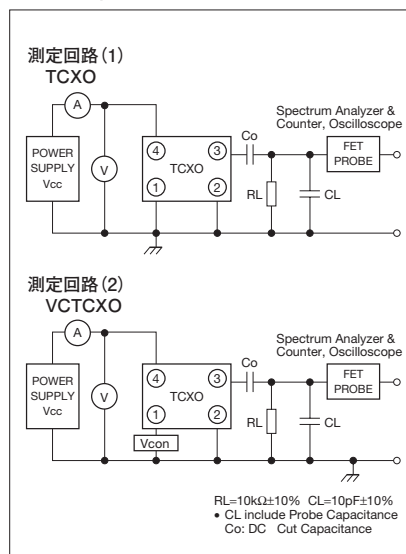 測定回路(1)
TCXO
A
POWER
SUPPLY
Vcc
V
④ ③
TCXO
① ②
Co
RL
CL
Spectrum Analyzer &
Counter, Oscilloscope
FET
PROBE
測定回路(2)
VCTCXO
A
POWER
SUPPLY
Vcc
V
④ ③
TCXO
① ②
Vcon
Co
RL
CL
Spectrum Analyzer &
Counter, Oscilloscope
FET
PROBE
RL=10kΩ±10% CL=10pF±10%
• CL include Probe Capacitance
Co: DC Cut Capacitance